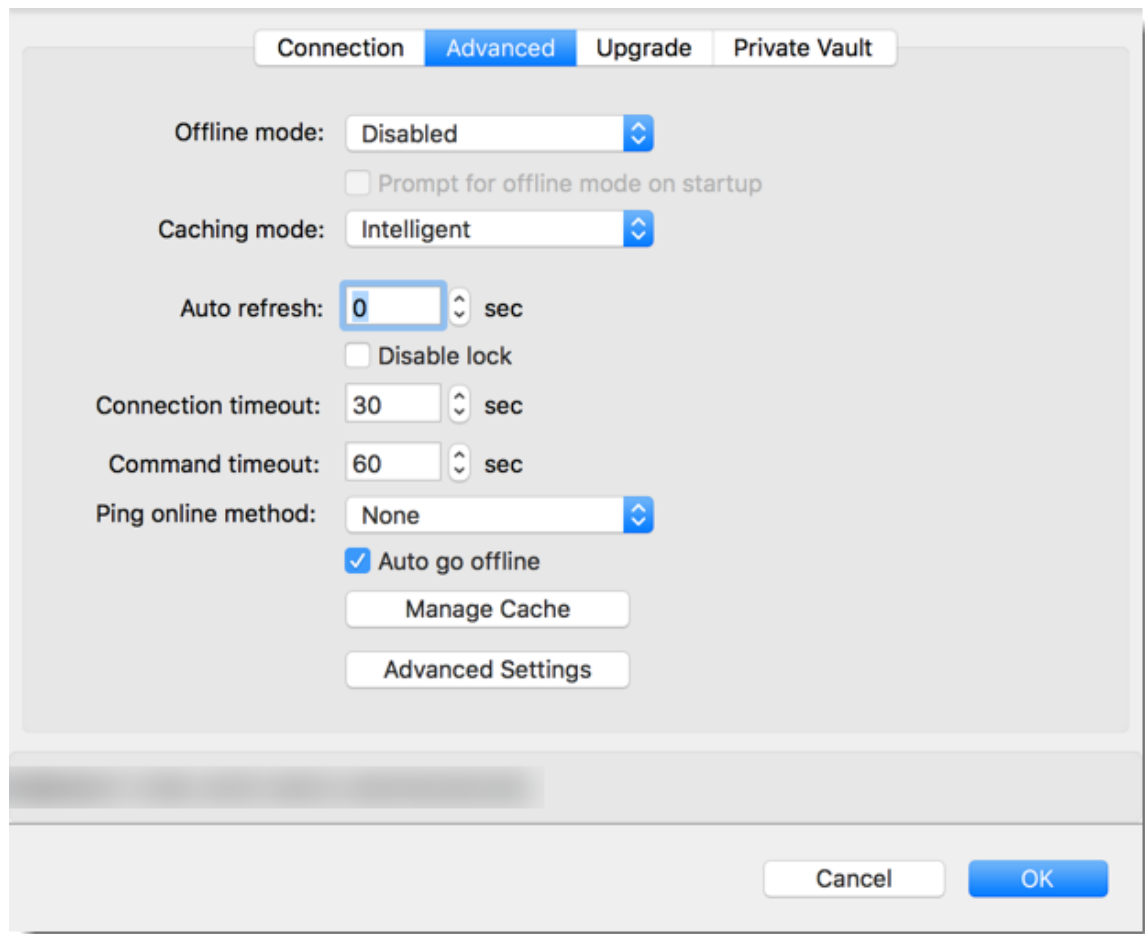 Connection Advanced Upgrade Private Vault
Offline mode: Disabled
Prompt for offline mode on startup
Caching mode: Intelligent
Auto refresh: 0 sec
Disable lock
Connection timeout: 30 sec
Command timeout: 60 sec
Ping online method: None
Auto go offline
Manage Cache
Advanced Settings
Cancel OK